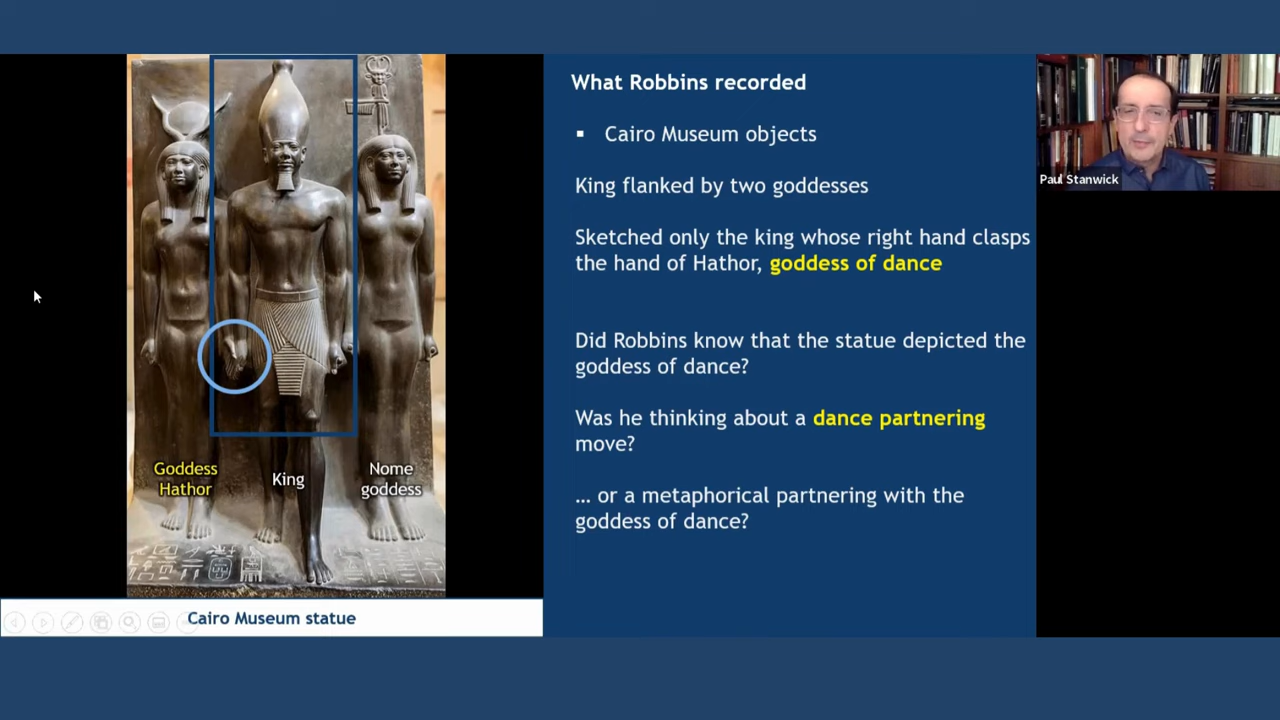 What Robbins recorded
▪ Cairo Museum objects
King flanked by two goddesses
Sketched only the king whose right hand clasps
the hand of Hathor, goddess of dance
Did Robbins know that the statue depicted the
goddess of dance?
Was he thinking about a dance partnering
move?
… or a metaphorical partnering with the
goddess of dance?
Goddess
Hathor
King
Nome
goddess
Cairo Museum statue
Paul Stanwick